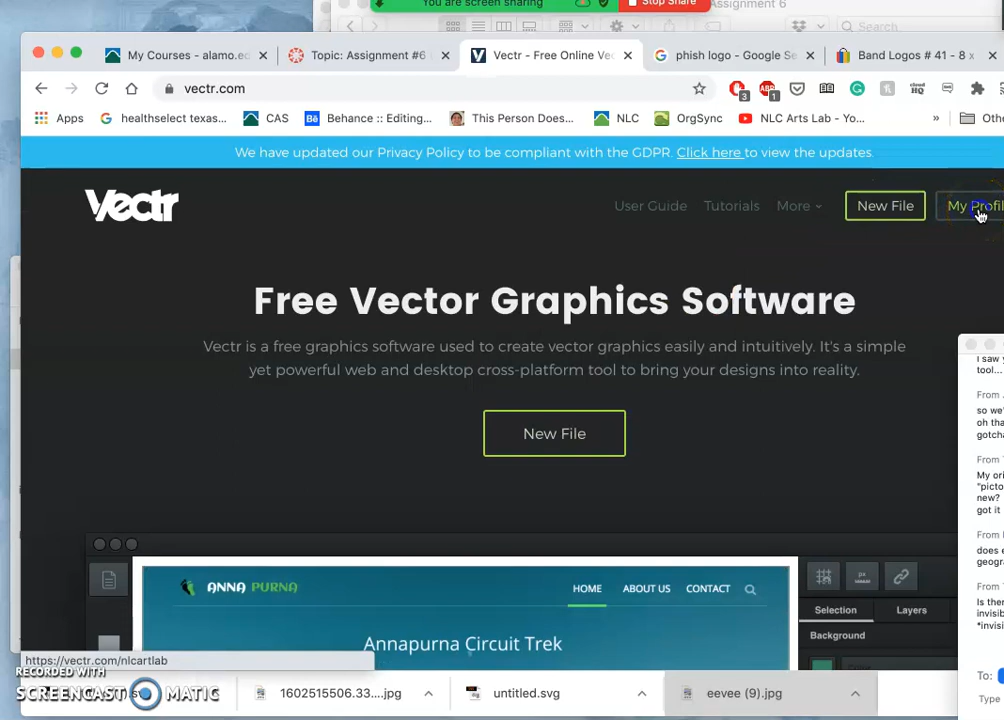 You are screen sharing
Stop Share
Assignment 6
Search
My Courses - alamo.ed
Topic: Assignment #6
Vectr - Free Online Vec
phish logo - Google Se
Band Logos # 41 - 8 x
vectr.com
3
1
Apps
healthselect texas...
CAS
Behance :: Editing...
This Person Does...
NLC
OrgSync
NLC Arts Lab - Yo...
»
We have updated our Privacy Policy to be compliant with the GDPR. Click here to view the updates.
Vectr
User Guide
Tutorials
More
New File
My Profil
Free Vector Graphics Software
Vectr is a free graphics software used to create vector graphics easily and intuitively. It's a simple
yet powerful web and desktop cross-platform tool to bring your designs into reality.
New File
I saw
tool...
From
so we'
oh tha
gotcha
From
My ori
"picto
new?
got it
From
does e
geogra
From
Is ther
invisib
*invisi
To:
Type
ANNA PURNA
HOME
ABOUT US
CONTACT
Annapurna Circuit Trek
px
Selection
Layers
Background
https://vectr.com/nlcartlab
RECORDED WITH
SCREENCAST MATIC
1602515506.33....jpg
untitled.svg
eevee (9).jpg